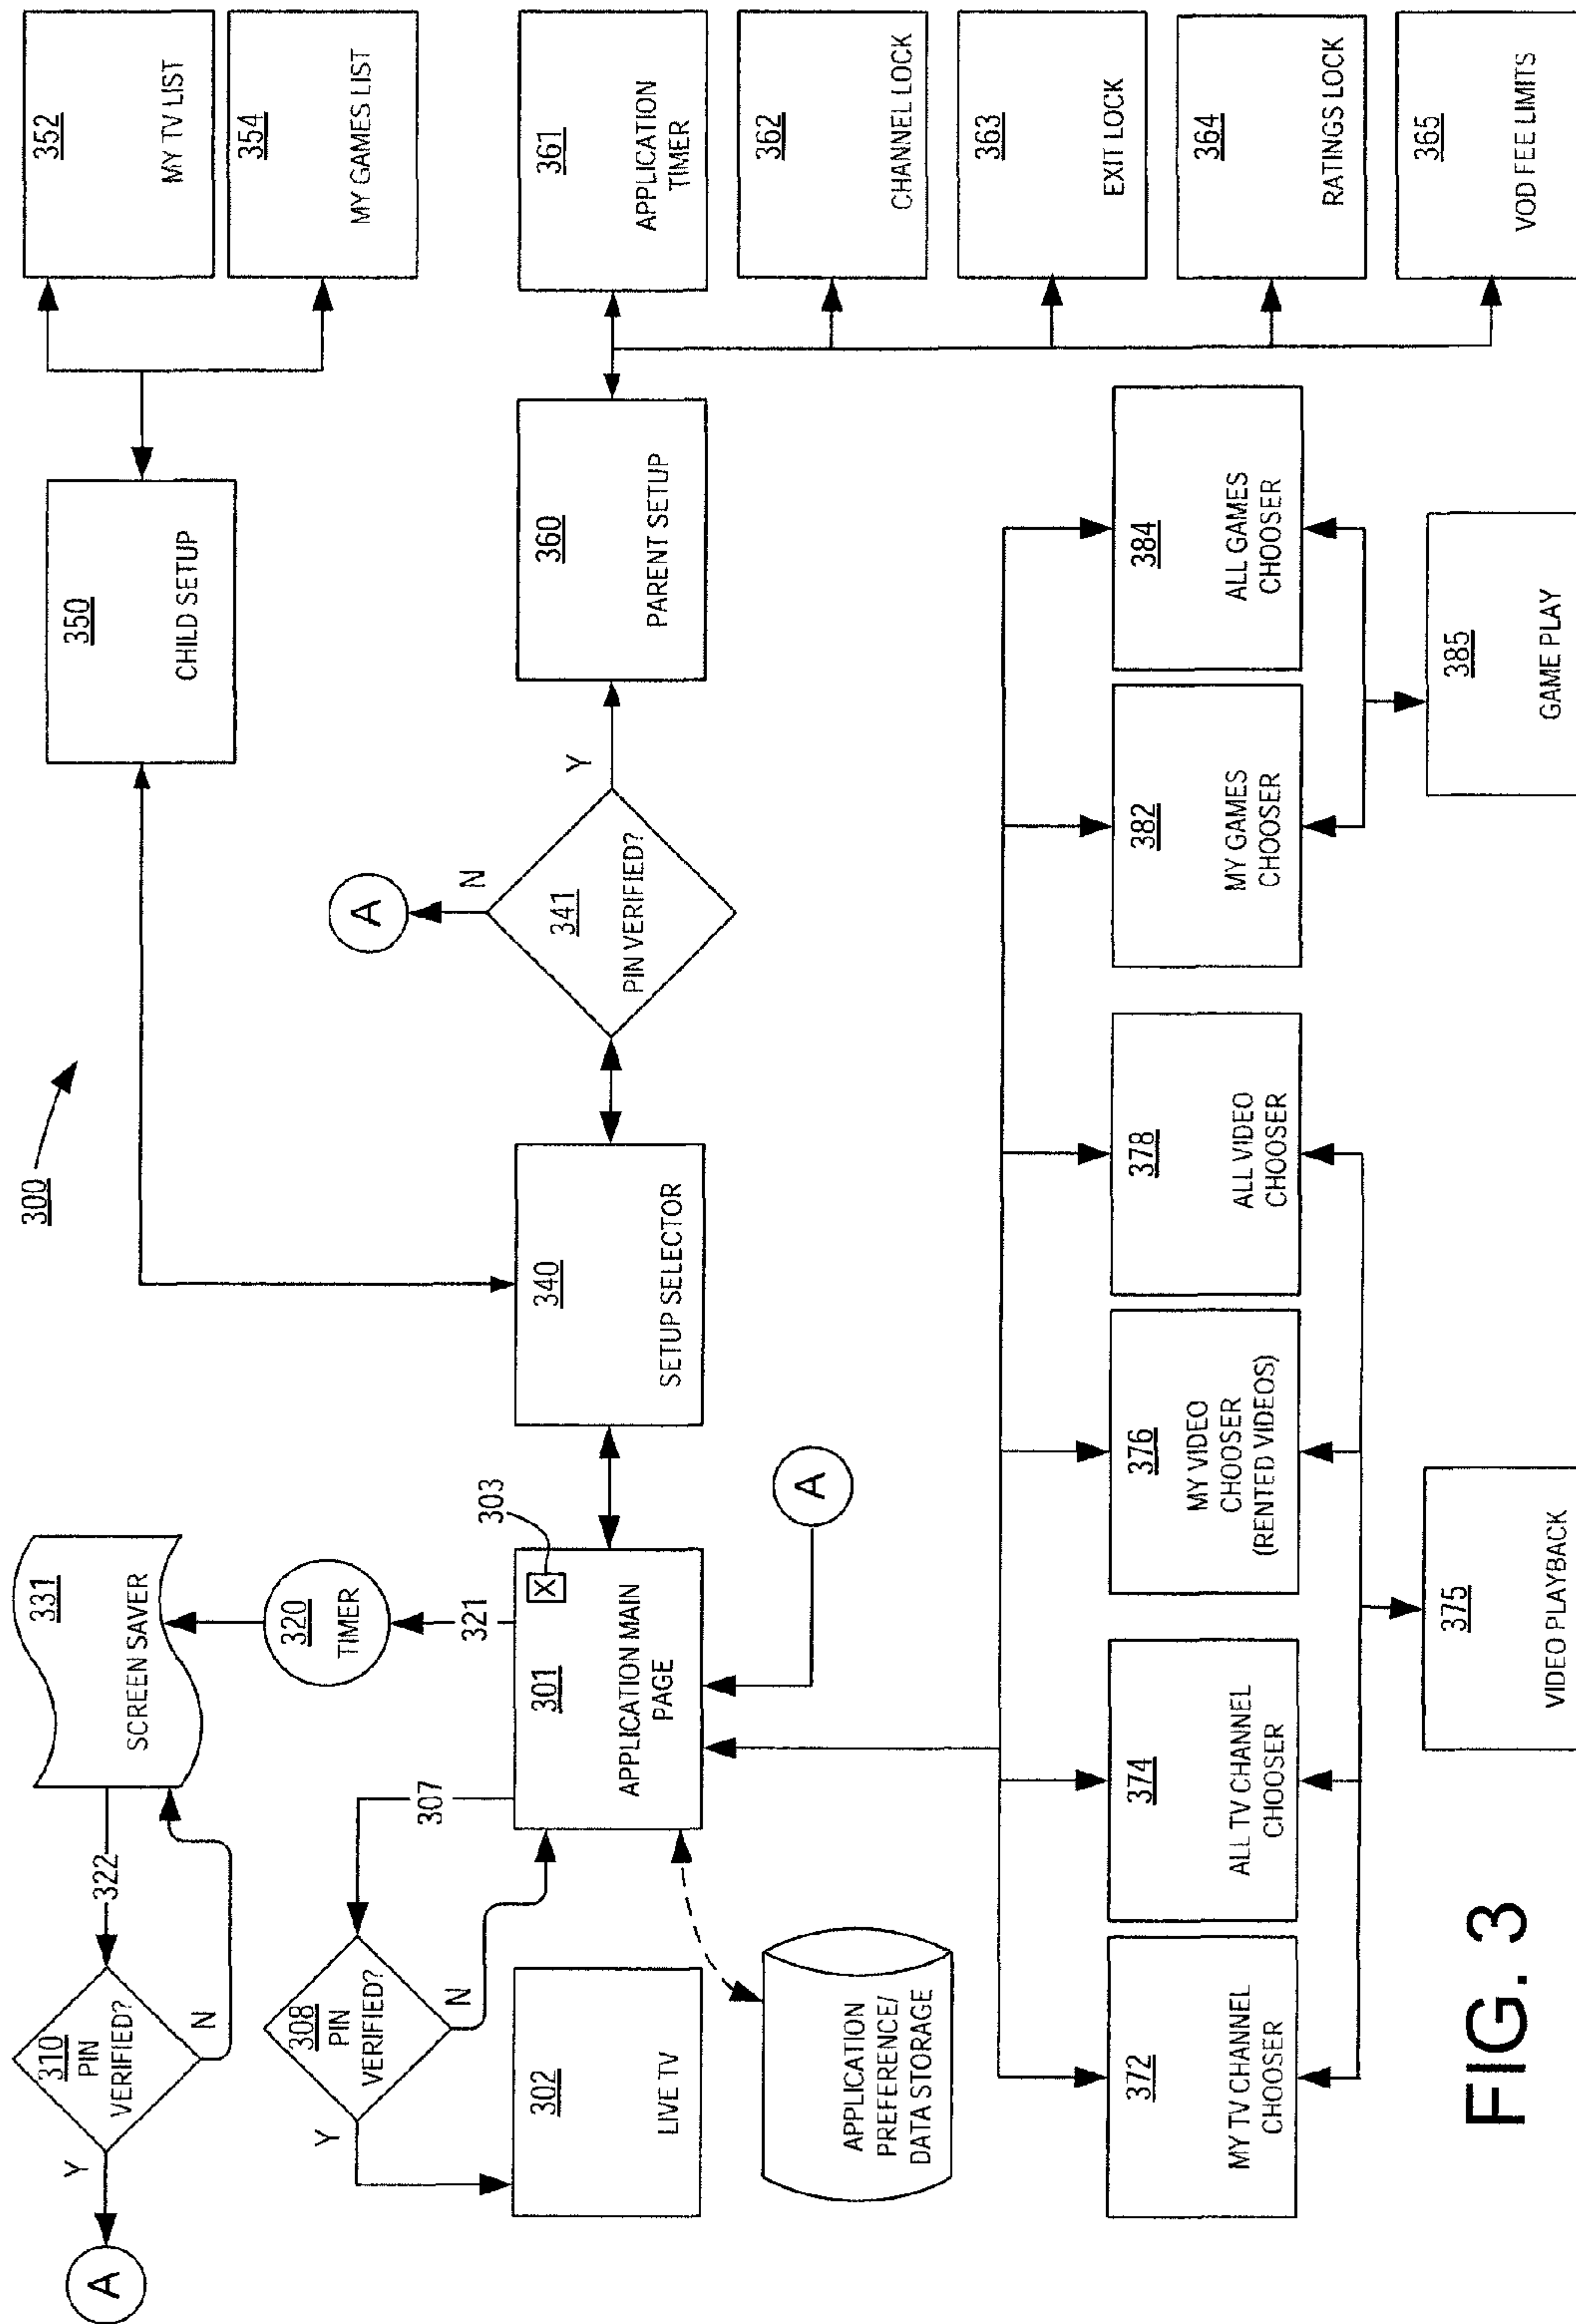 300
A
Y
310
PIN
VERIFIED?
N
322
331
SCREEN SAVER
320
TIMER
321
308
PIN
VERIFIED?
Y
N
307
302
LIVE TV
301
X
303
APPLICATION MAIN
PAGE
A
APPLICATION
PREFERENCE/
DATA STORAGE
340
SETUP SELECTOR
341
PIN VERIFIED?
N
A
Y
350
CHILD SETUP
352
MY TV LIST
354
MY GAMES LIST
360
PARENT SETUP
361
APPLICATION
TIMER
362
CHANNEL LOCK
363
EXIT LOCK
364
RATINGS LOCK
365
VOD FEE LIMITS
372
MY TV CHANNEL
CHOOSER
374
ALL TV CHANNEL
CHOOSER
376
MY VIDEO
CHOOSER
(RENTED VIDEOS)
378
ALL VIDEO
CHOOSER
382
MY GAMES
CHOOSER
384
ALL GAMES
CHOOSER
375
VIDEO PLAYBACK
385
GAME PLAY
FIG. 3